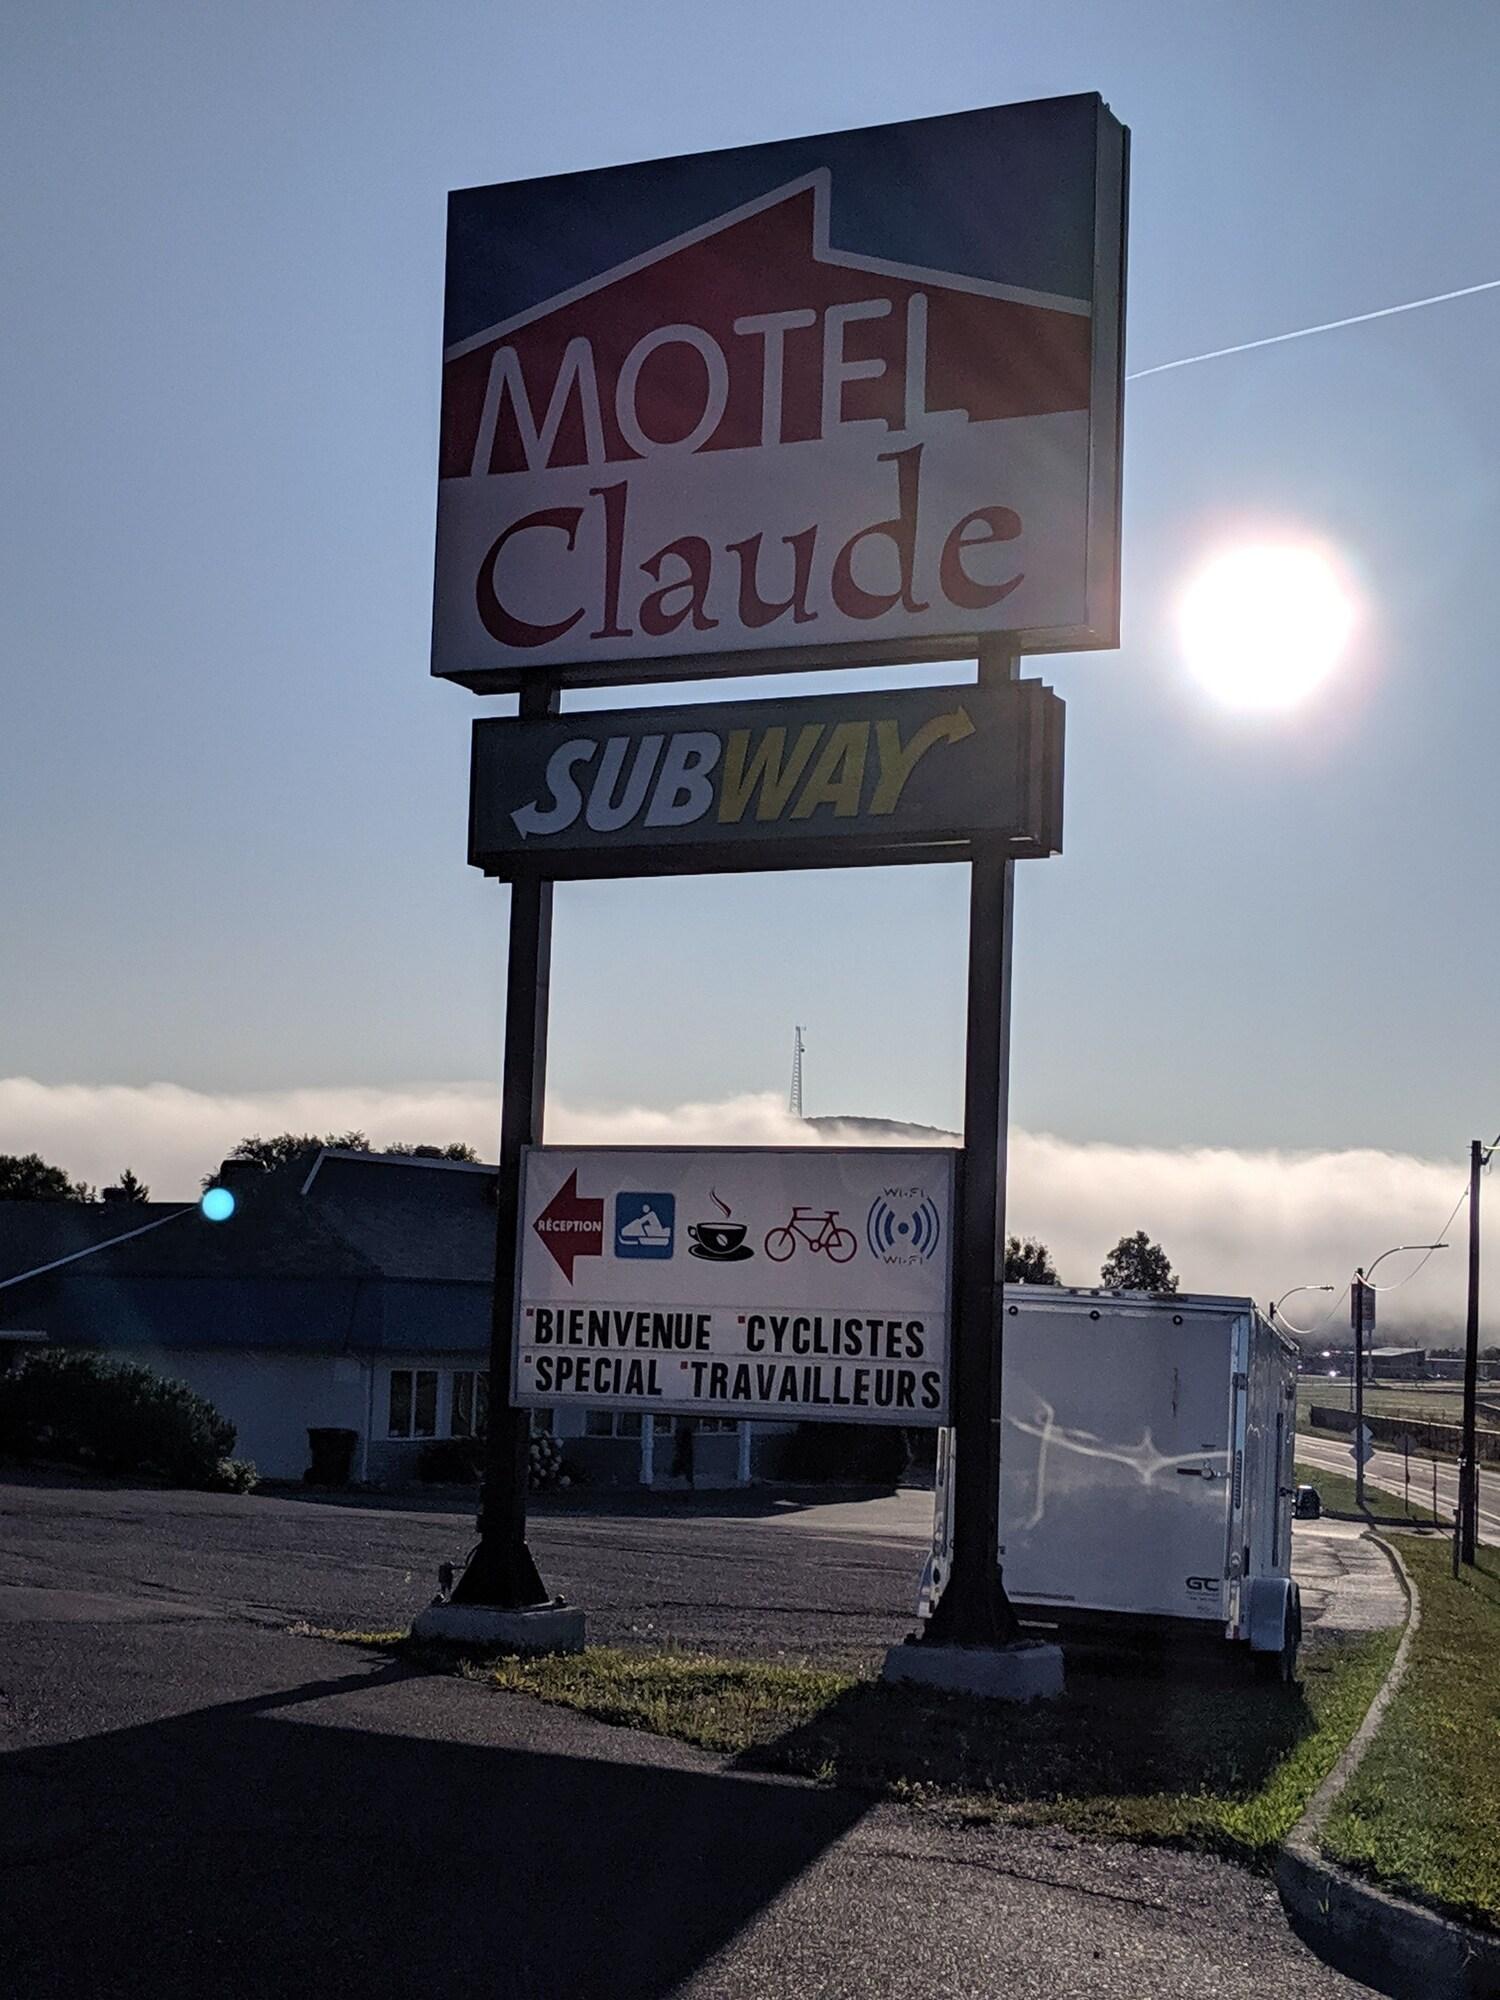 MOTEL
Claude
SUBWAY
RÉCEPTION
WI-FI
WI-FI
BIENVENUE CYCLISTES
SPECIAL TRAVAILLEURS
GC